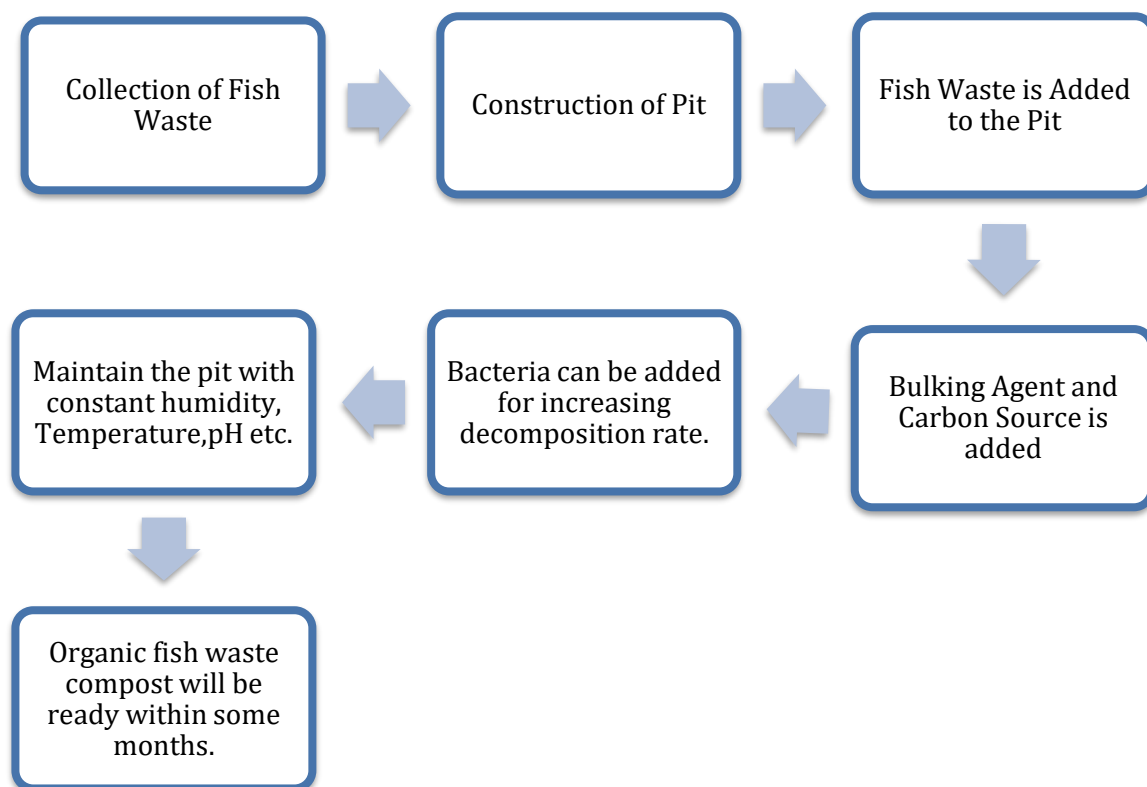 Collection of Fish
Waste
Construction of Pit
Fish Waste is Added
to the Pit
Bulking Agent and
Carbon Source is
added
Bacteria can be added
for increasing
decomposition rate.
Maintain the pit with
constant humidity,
Temperature,pH etc.
Organic fish waste
compost will be
ready within some
months.